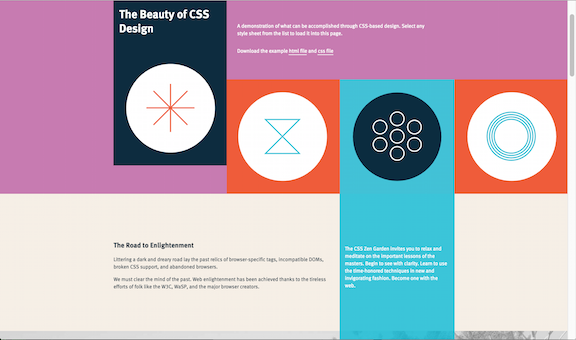 The Beauty of CSS
Design
A demonstration of what can be accomplished through CSS-based design. Select any
style sheet from the list to load it into this page.
Download the example html file and css file
The Road to Enlightenment
Littering a dark and dreary road lay the past relics of browser-specific tags, incompatible DOMs,
broken CSS support, and abandoned browsers.
We must clear the mind of the past. Web enlightenment has been achieved thanks to the tireless
efforts of folk like the W3C, WaSP, and the major browser creators.
The CSS Zen Garden invites you to relax and
meditate on the important lessons of the
masters. Begin to see with clarity. Learn to use
the time-honored techniques in new and
invigorating fashion. Become one with the
web.